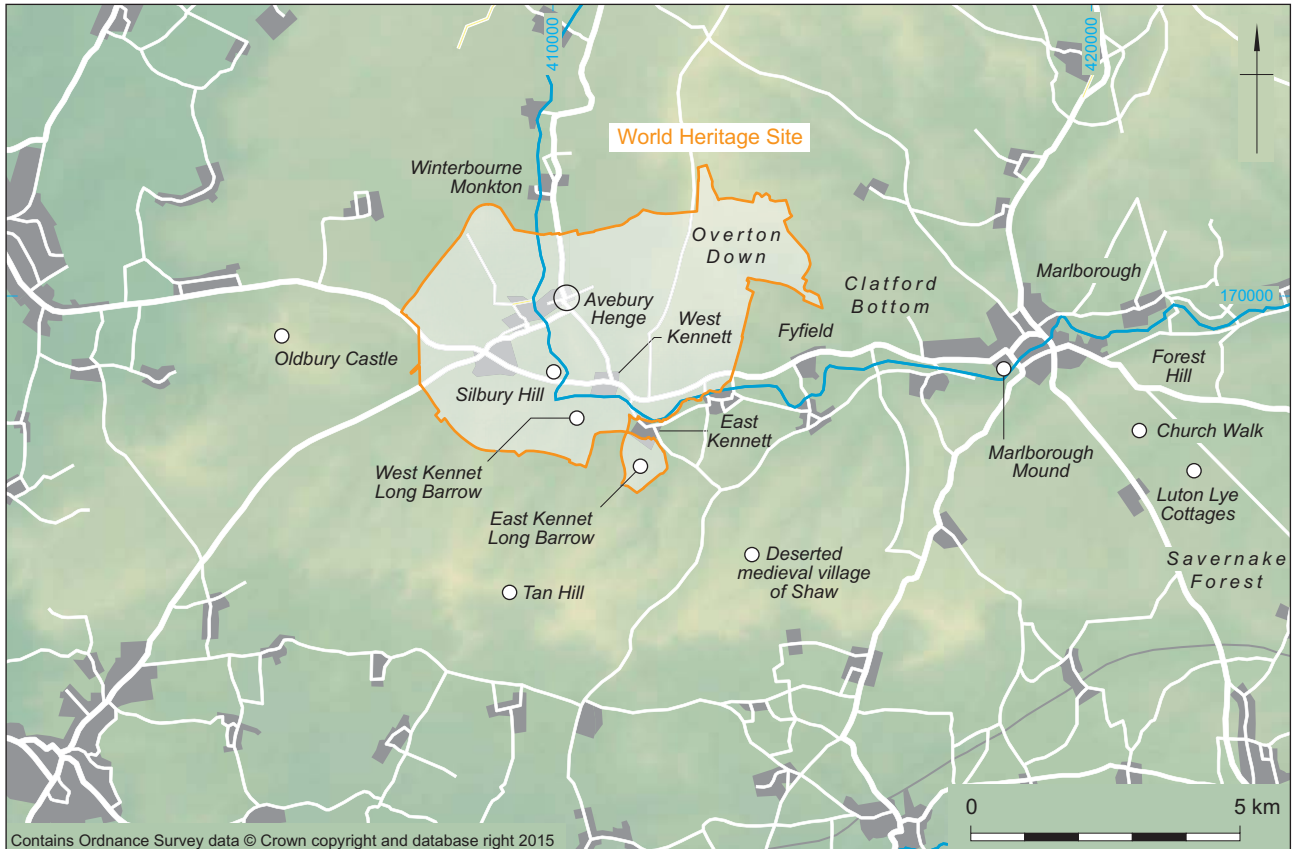 410000
420000
World Heritage Site
Winterbourne
Monkton
Overton
Down
Marlborough
Clatford
Bottom
170000
Avebury
Henge
West
Kennett
Fyfield
Oldbury Castle
Forest
Hill
Silbury Hill
East
Kennett
Church Walk
Marlborough
Mound
West Kennet
Long Barrow
Luton Lye
Cottages
East Kennet
Long Barrow
Deserted
medieval village
of Shaw
Savernake
Forest
Tan Hill
0 5 km
Contains Ordnance Survey data © Crown copyright and database right 2015